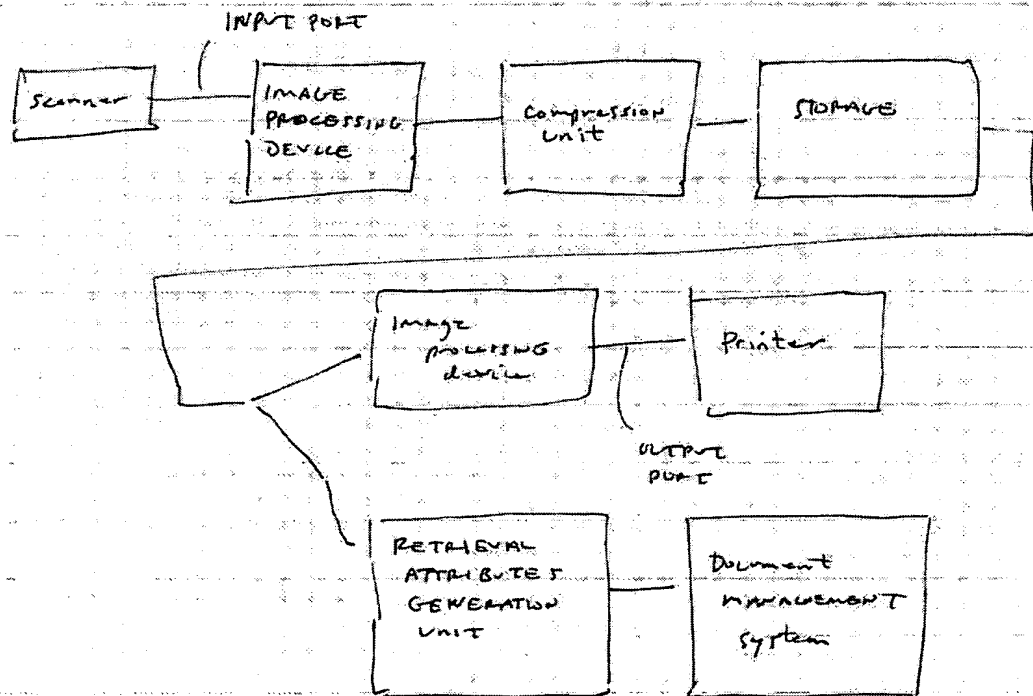 INPUT PORT
Scanner
IMAGE
PROCESSING
DEVICE
Compression
unit
STORAGE
Image
processing
device
Printer
OUTPUT
PORT
RETRIEVAL
ATTRIBUTES
GENERATION
UNIT
Document
MANAGEMENT
System